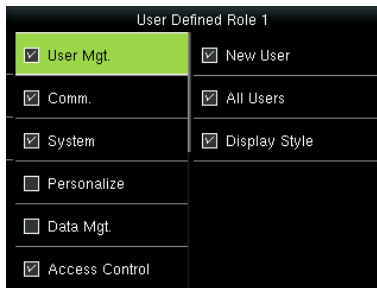 User Defined Role 1
User Mgt.
Comm.
System
Personalize
Data Mgt.
Access Control
New User
All Users
Display Style